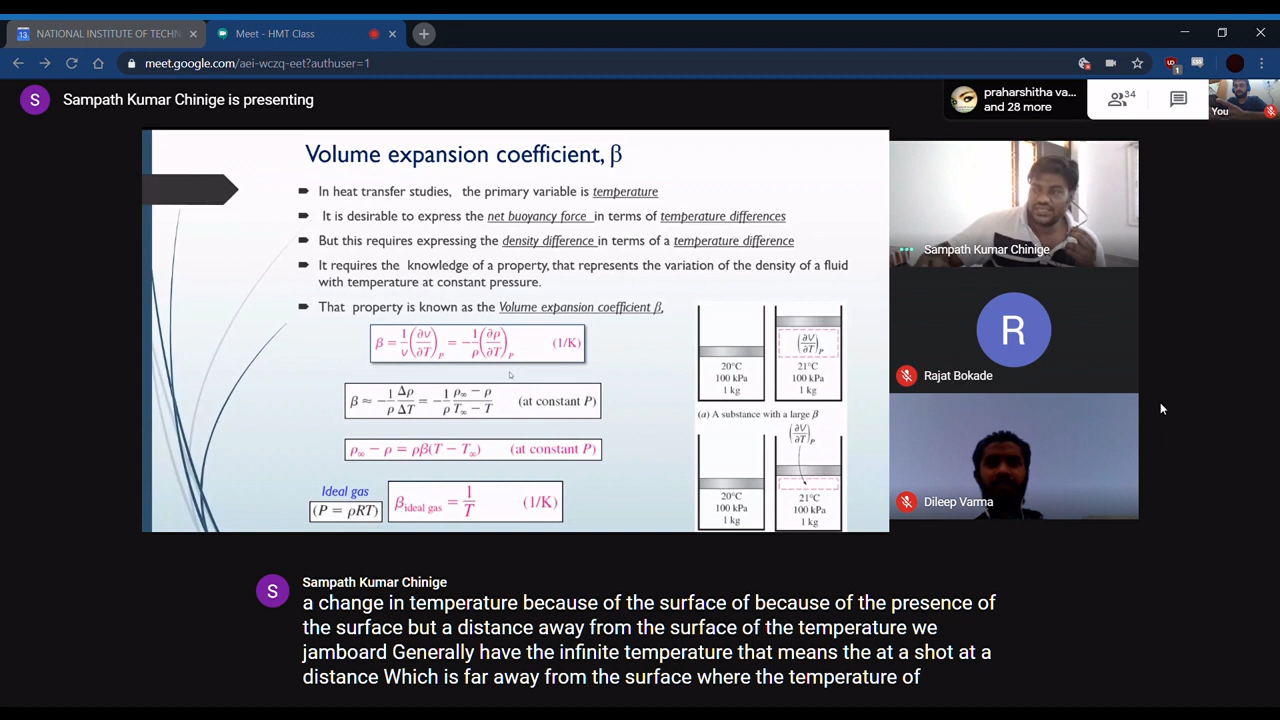 NATIONAL INSTITUTE OF TECHN
Meet - HMT Class
meet.google.com/aei-wczq-eet?authuser=1
S
Sampath Kumar Chinige is presenting
praharshitha va...
and 28 more
34
You
Volume expansion coefficient, β
In heat transfer studies, the primary variable is temperature
It is desirable to express the net buoyancy force in terms of temperature differences
But this requires expressing the density difference in terms of a temperature difference
It requires the knowledge of a property, that represents the variation of the density of a fluid
with temperature at constant pressure.
That property is known as the Volume expansion coefficient β,
β = 1/v (∂v/∂T)_P = −1/ρ (∂ρ/∂T)_P (1/K)
β ≈ −1/ρ Δρ/ΔT = −1/ρ (ρ∞ − ρ)/(T∞ − T) (at constant P)
ρ∞ − ρ = ρβ(T − T∞) (at constant P)
Ideal gas
(P = ρRT)
β_ideal gas = 1/T (1/K)
20°C
100 kPa
1 kg
(∂V/∂T)_P
21°C
100 kPa
1 kg
(a) A substance with a large β
(∂V/∂T)_P
20°C
100 kPa
1 kg
21°C
100 kPa
1 kg
Sampath Kumar Chinige
R
Rajat Bokade
Dileep Varma
S
Sampath Kumar Chinige
a change in temperature because of the surface of because of the presence of
the surface but a distance away from the surface of the temperature we
jamboard Generally have the infinite temperature that means the at a shot at a
distance Which is far away from the surface where the temperature of